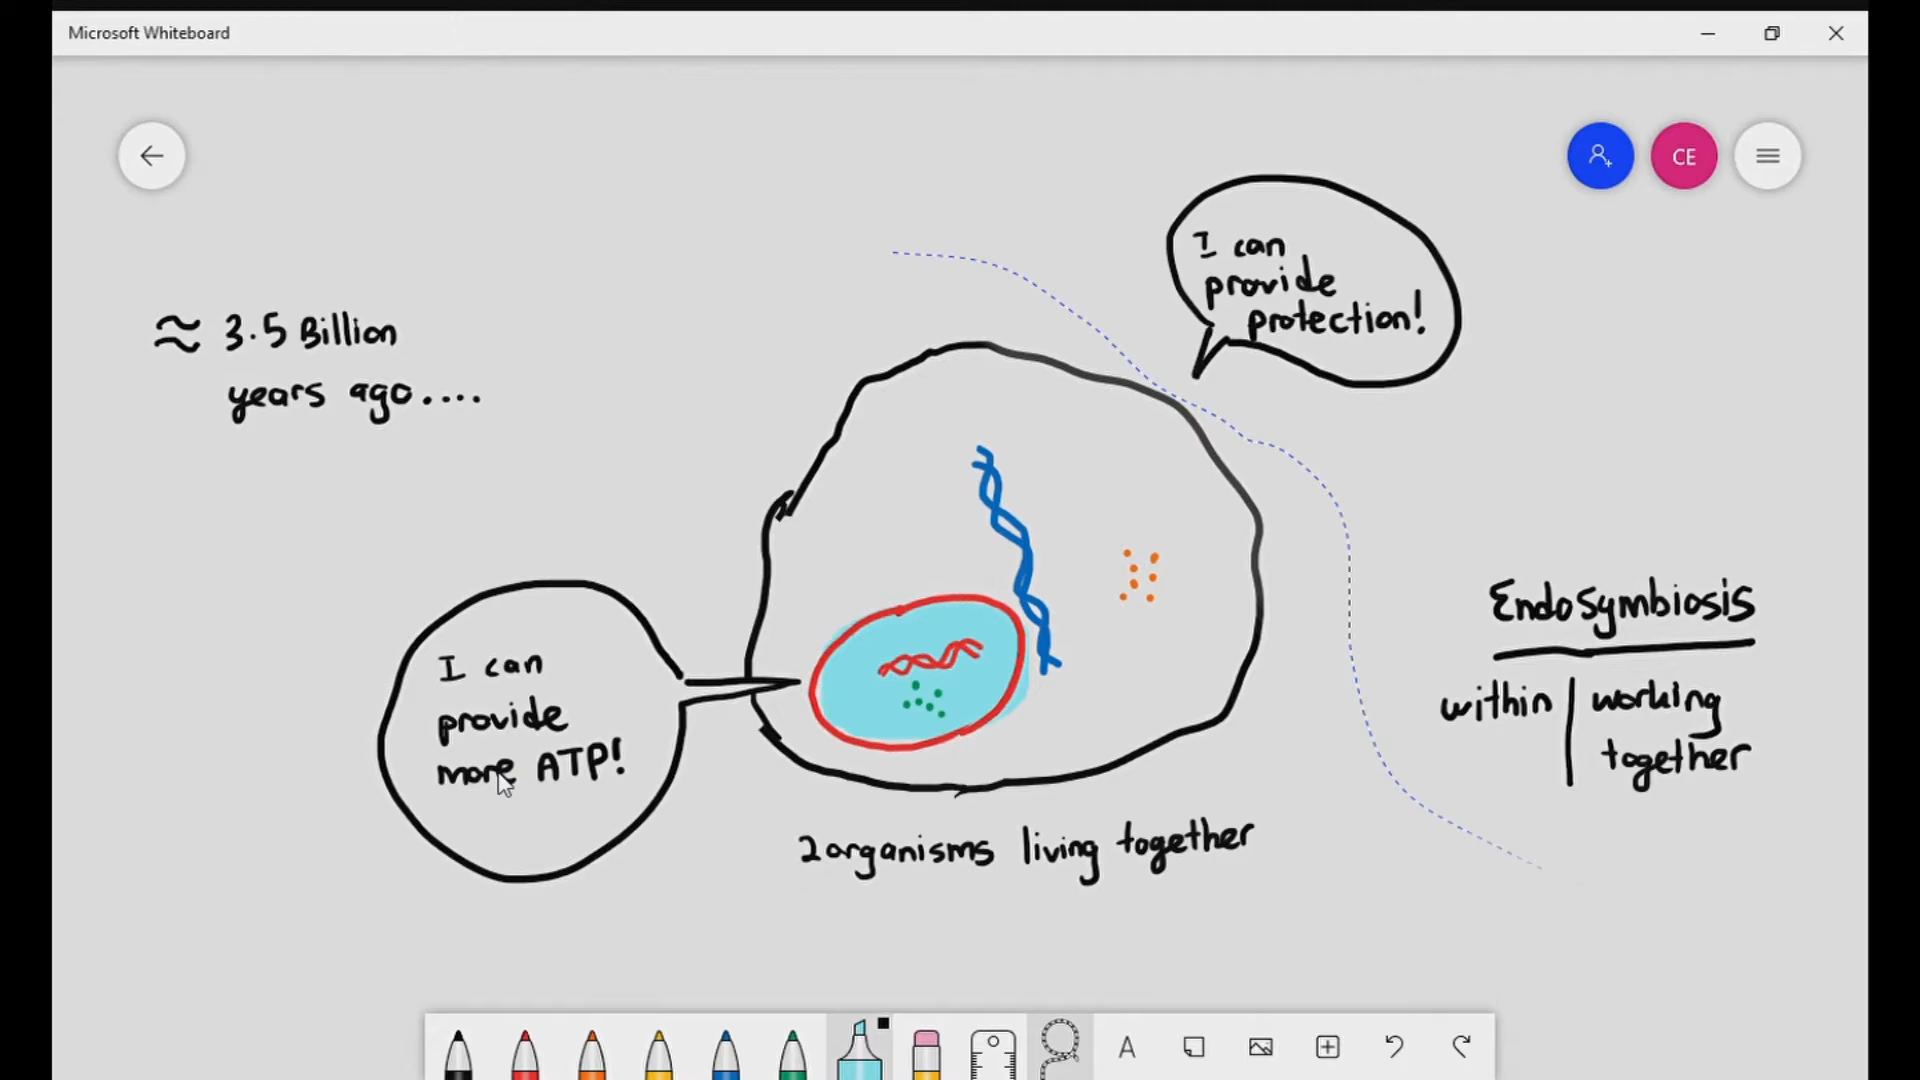 Microsoft Whiteboard
CE
I can
provide
protection!
≈ 3.5 Billion
years ago....
I can
provide
more ATP!
Endosymbiosis
within | working
together
2 organisms living together
A